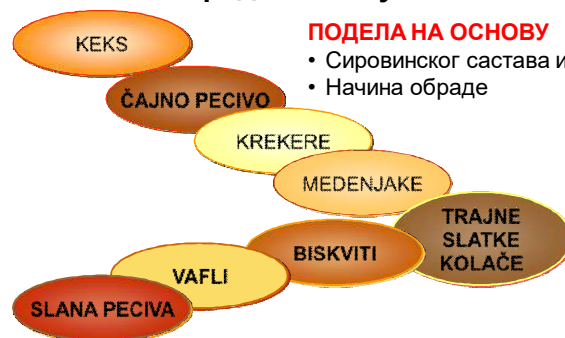 KEKS
ПОДЕЛА НА ОСНОВУ
• Сировинског састава и
• Начина обраде
ČAJNO PECIVO
KREKERE
MEDENJAKE
TRAJNE
SLATKE
KOLAČE
BISKVITI
VAFLI
SLANA PECIVA